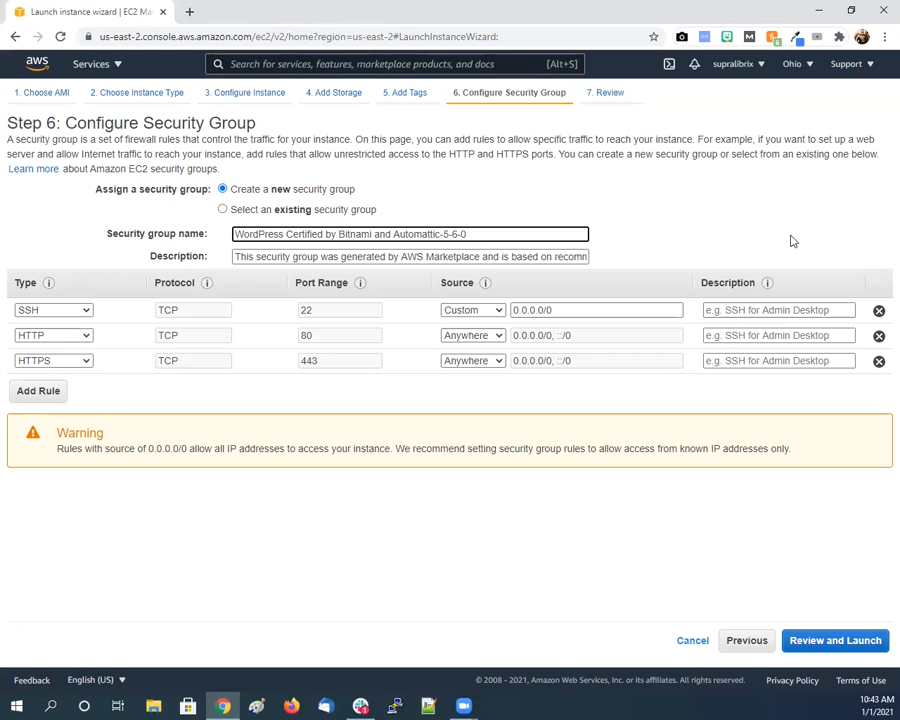 Launch instance wizard | EC2 Ma
us-east-2.console.aws.amazon.com/ec2/v2/home?region=us-east-2#LaunchInstanceWizard:
aws
Services
Search for services, features, marketplace products, and docs
[Alt+S]
supralibrix
Ohio
Support
1. Choose AMI
2. Choose Instance Type
3. Configure Instance
4. Add Storage
5. Add Tags
6. Configure Security Group
7. Review
Step 6: Configure Security Group
A security group is a set of firewall rules that control the traffic for your instance. On this page, you can add rules to allow specific traffic to reach your instance. For example, if you want to set up a web
server and allow Internet traffic to reach your instance, add rules that allow unrestricted access to the HTTP and HTTPS ports. You can create a new security group or select from an existing one below.
Learn more about Amazon EC2 security groups.
Assign a security group:
Create a new security group
Select an existing security group
Security group name:
WordPress Certified by Bitnami and Automattic-5-6-0
Description:
This security group was generated by AWS Marketplace and is based on recomn
Type
Protocol
Port Range
Source
Description
SSH
TCP
22
Custom
0.0.0.0/0
e.g. SSH for Admin Desktop
HTTP
TCP
80
Anywhere
0.0.0.0/0, ::/0
e.g. SSH for Admin Desktop
HTTPS
TCP
443
Anywhere
0.0.0.0/0, ::/0
e.g. SSH for Admin Desktop
Add Rule
Warning
Rules with source of 0.0.0.0/0 allow all IP addresses to access your instance. We recommend setting security group rules to allow access from known IP addresses only.
Cancel
Previous
Review and Launch
Feedback
English (US)
© 2008 - 2021, Amazon Web Services, Inc. or its affiliates. All rights reserved.
Privacy Policy
Terms of Use
10:43 AM
1/1/2021